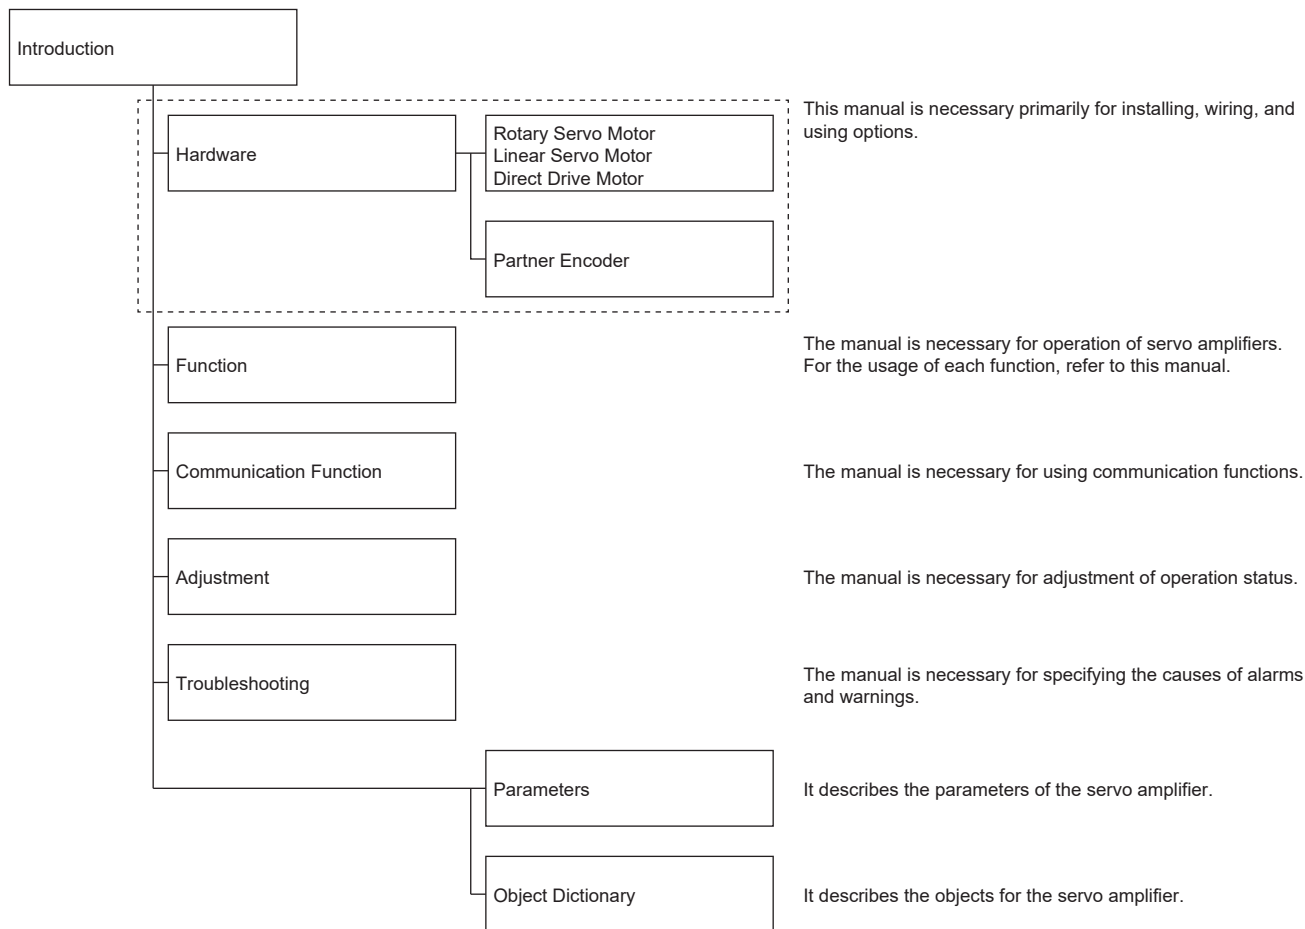 Introduction
This manual is necessary primarily for installing, wiring, and
using options.
Hardware
Rotary Servo Motor
Linear Servo Motor
Direct Drive Motor
Partner Encoder
Function
The manual is necessary for operation of servo amplifiers.
For the usage of each function, refer to this manual.
Communication Function
The manual is necessary for using communication functions.
Adjustment
The manual is necessary for adjustment of operation status.
Troubleshooting
The manual is necessary for specifying the causes of alarms
and warnings.
Parameters
It describes the parameters of the servo amplifier.
Object Dictionary
It describes the objects for the servo amplifier.